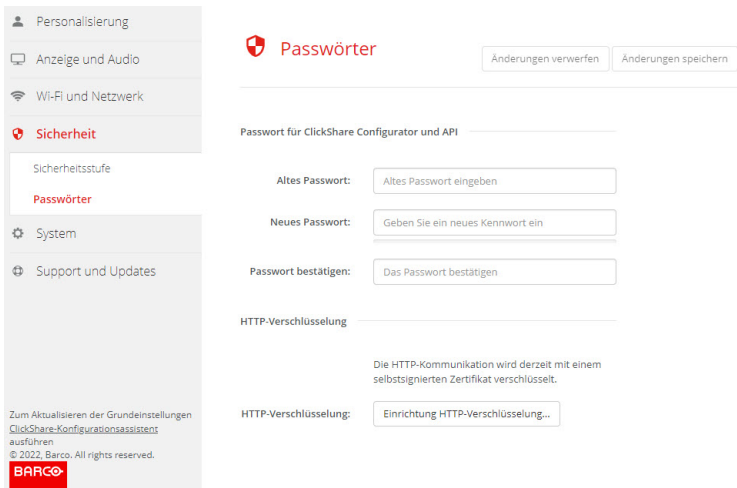 Personalisierung
Anzeige und Audio
Wi-Fi und Netzwerk
Sicherheit
Sicherheitsstufe
Passwörter
System
Support und Updates
Zum Aktualisieren der Grundeinstellungen
ClickShare-Konfigurationsassistent
ausführen
© 2022, Barco. All rights reserved.
BARCO
Passwörter
Änderungen verwerfen
Änderungen speichern
Passwort für ClickShare Configurator und API
Altes Passwort: Altes Passwort eingeben
Neues Passwort: Geben Sie ein neues Kennwort ein
Passwort bestätigen: Das Passwort bestätigen
HTTP-Verschlüsselung
Die HTTP-Kommunikation wird derzeit mit einem
selbstsignierten Zertifikat verschlüsselt.
HTTP-Verschlüsselung: Einrichtung HTTP-Verschlüsselung...